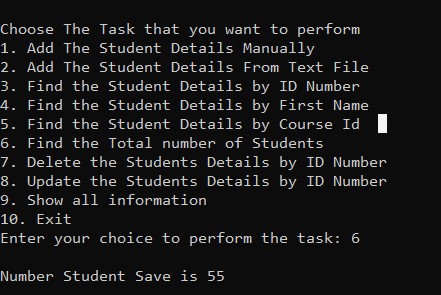 Choose The Task that you want to perform
1. Add The Student Details Manually
2. Add The Student Details From Text File
3. Find the Student Details by ID Number
4. Find the Student Details by First Name
5. Find the Student Details by Course Id
6. Find the Total number of Students
7. Delete the Students Details by ID Number
8. Update the Students Details by ID Number
9. Show all information
10. Exit
Enter your choice to perform the task: 6
Number Student Save is 55